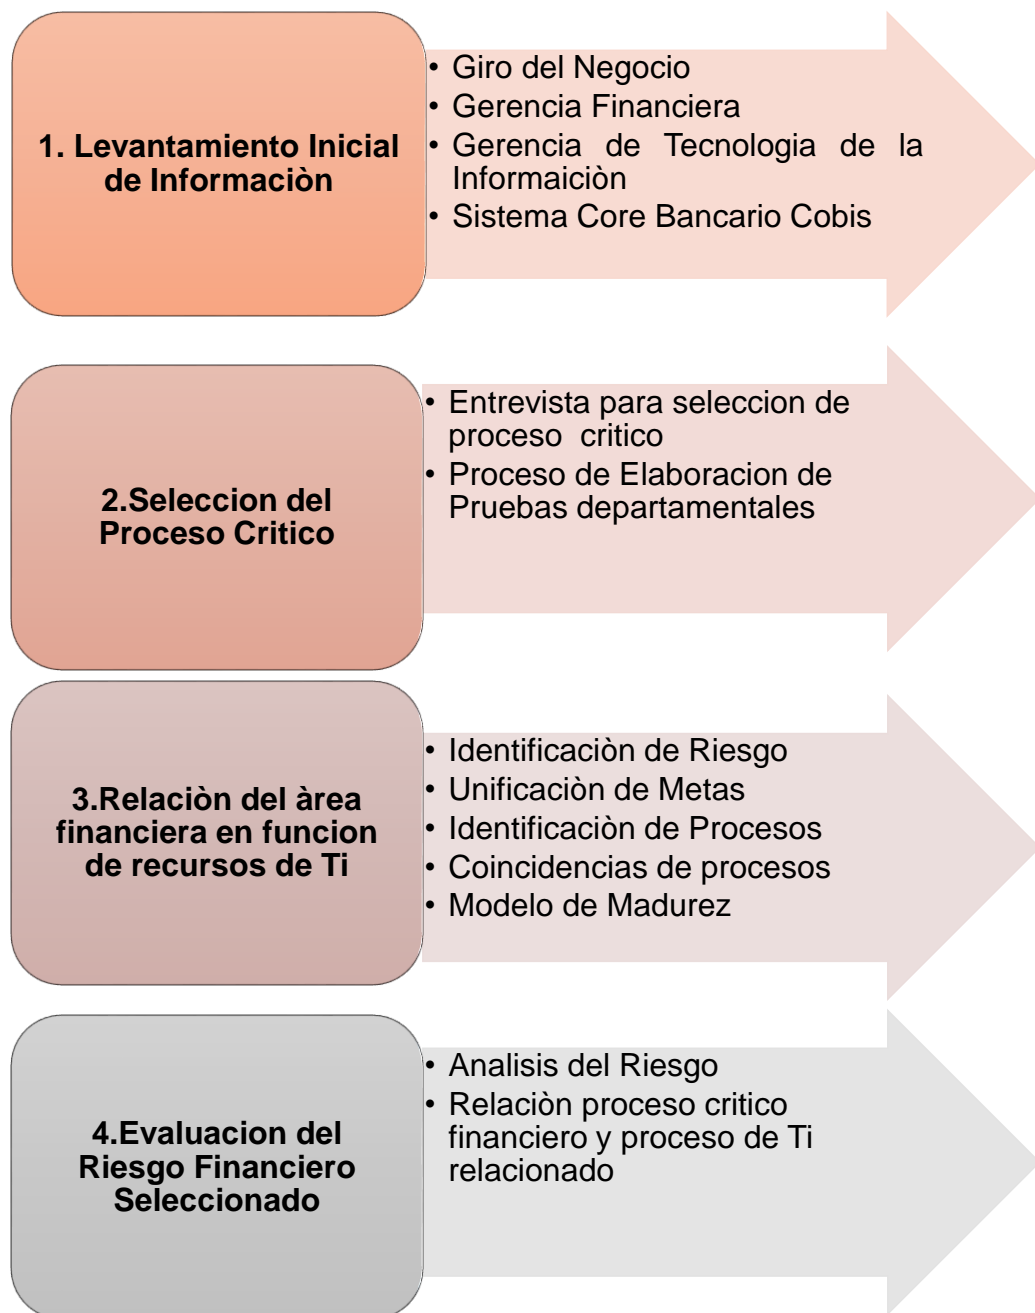 1. Levantamiento Inicial
de Informaciòn
• Giro del Negocio
• Gerencia Financiera
• Gerencia de Tecnologia de la
Informaiciòn
• Sistema Core Bancario Cobis
2.Seleccion del
Proceso Critico
• Entrevista para seleccion de
proceso critico
• Proceso de Elaboracion de
Pruebas departamentales
3.Relaciòn del àrea
financiera en funcion
de recursos de Ti
• Identificaciòn de Riesgo
• Unificaciòn de Metas
• Identificaciòn de Procesos
• Coincidencias de procesos
• Modelo de Madurez
4.Evaluacion del
Riesgo Financiero
Seleccionado
• Analisis del Riesgo
• Relaciòn proceso critico
financiero y proceso de Ti
relacionado